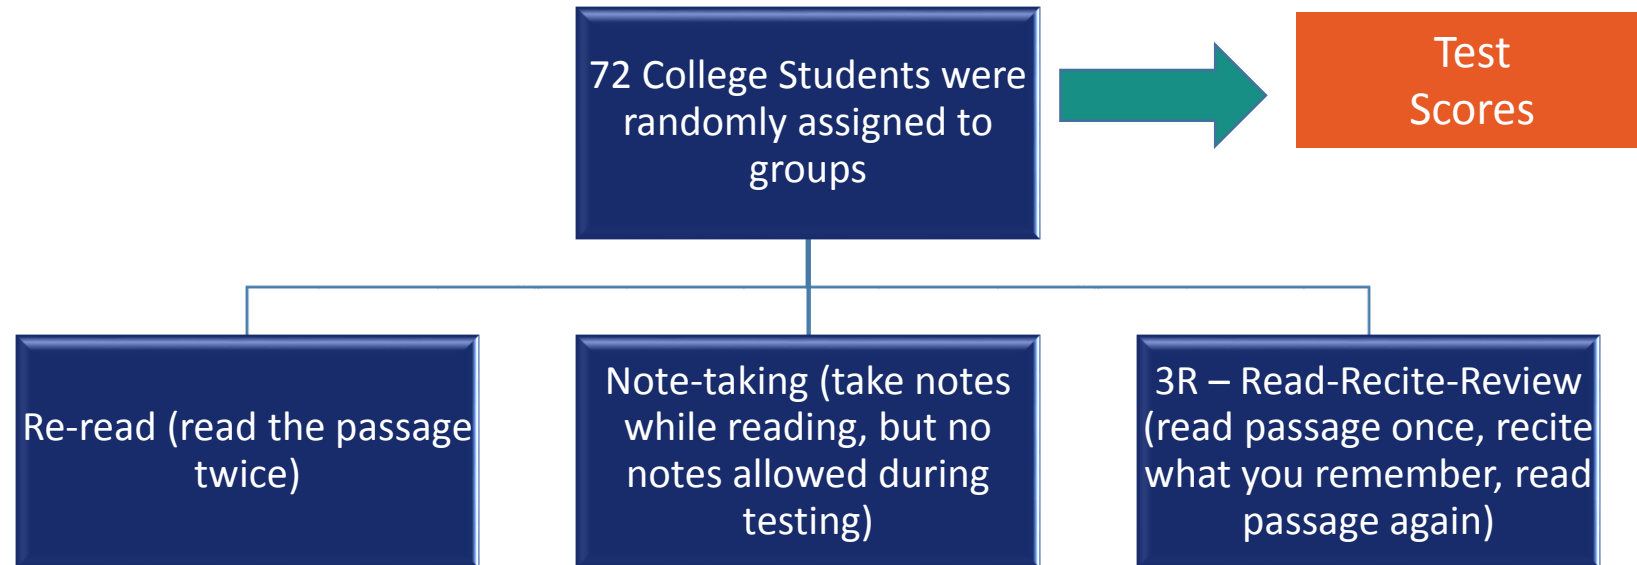 72 College Students were
randomly assigned to
groups
Test
Scores
Re-read (read the passage
twice)
Note-taking (take notes
while reading, but no
notes allowed during
testing)
3R – Read-Recite-Review
(read passage once, recite
what you remember, read
passage again)